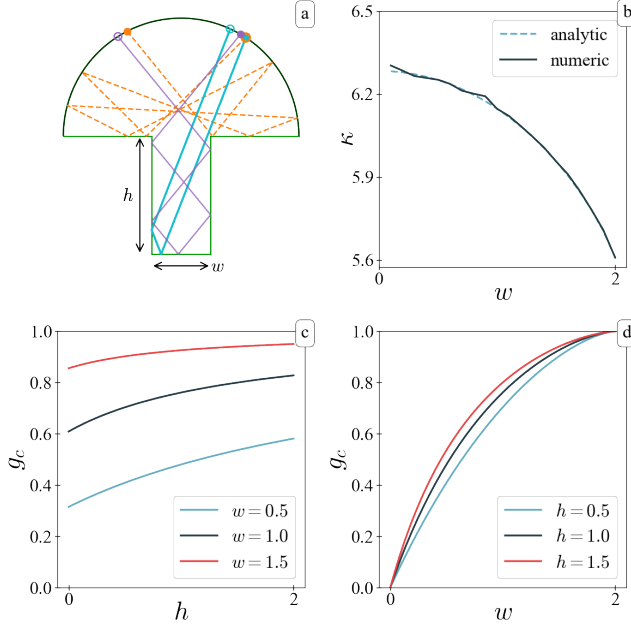 a
h
w
b
κ
6.5
6.2
5.9
5.6
0
2
w
analytic
numeric
c
g_c
1.0
0.8
0.6
0.4
0.2
0.0
0
2
h
w = 0.5
w = 1.0
w = 1.5
d
g_c
1.0
0.8
0.6
0.4
0.2
0.0
0
2
w
h = 0.5
h = 1.0
h = 1.5